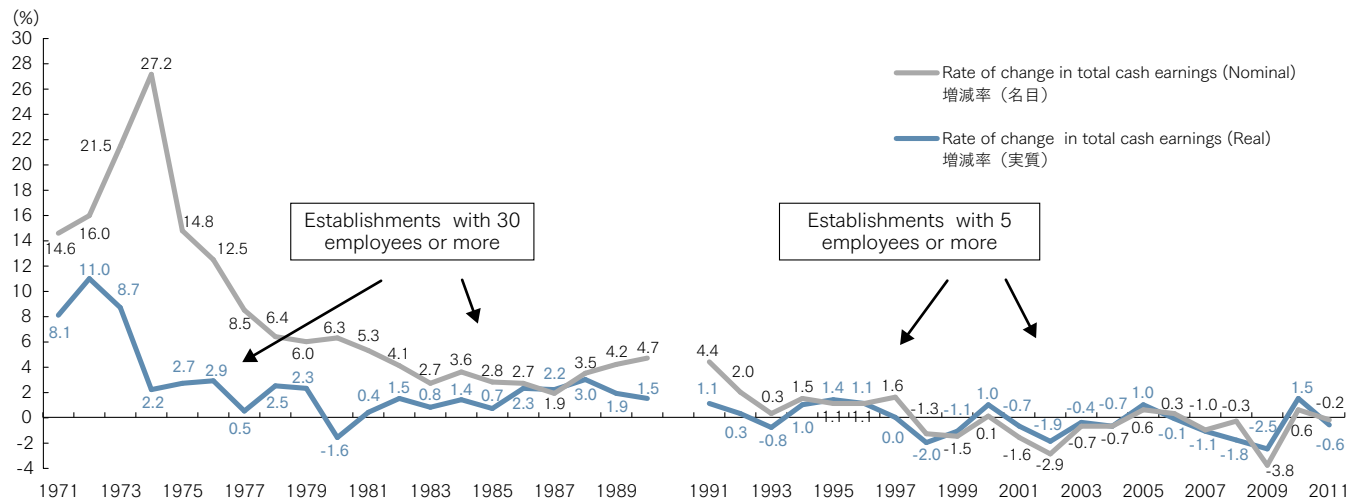 (%)
30
28
26
24
22
20
18
16
14
12
10
8
6
4
2
0
-2
-4
Rate of change in total cash earnings (Nominal)
増減率（名目）
Rate of change in total cash earnings (Real)
増減率（実質）
Establishments with 30
employees or more
Establishments with 5
employees or more
14.6 16.0 21.5 27.2 14.8 12.5 8.5 6.4 6.0 6.3 5.3 4.1 2.7 3.6 2.8 2.7 1.9 3.5 4.2 4.7 4.4 2.0 0.3 1.5 1.1 1.1 1.6 -1.3 -1.5 0.1 -1.6 -2.9 -0.7 -0.7 0.6 0.3 -1.0 -0.3 -3.8 0.6 -0.2
8.1 11.0 8.7 2.2 2.7 2.9 0.5 2.5 2.3 -1.6 0.4 1.5 0.8 1.4 0.7 2.3 2.2 3.0 1.9 1.5 1.1 0.3 -0.8 1.0 1.4 1.1 0.0 -2.0 -1.1 1.0 -0.7 -1.9 -0.4 -0.7 1.0 -0.1 -1.1 -1.8 -2.5 1.5 -0.6
1971 1973 1975 1977 1979 1981 1983 1985 1987 1989 1991 1993 1995 1997 1999 2001 2003 2005 2007 2009 2011